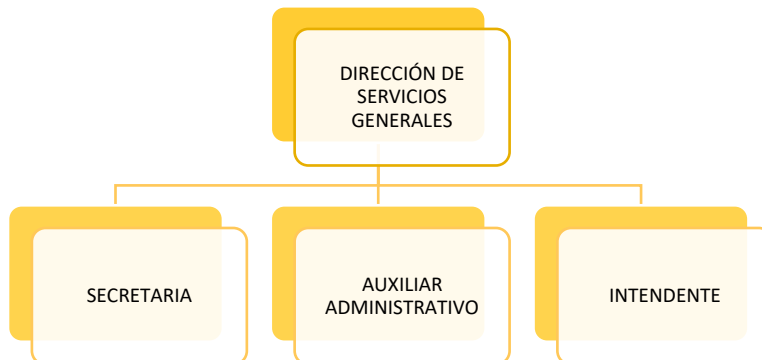 DIRECCIÓN DE
SERVICIOS
GENERALES
SECRETARIA
AUXILIAR
ADMINISTRATIVO
INTENDENTE